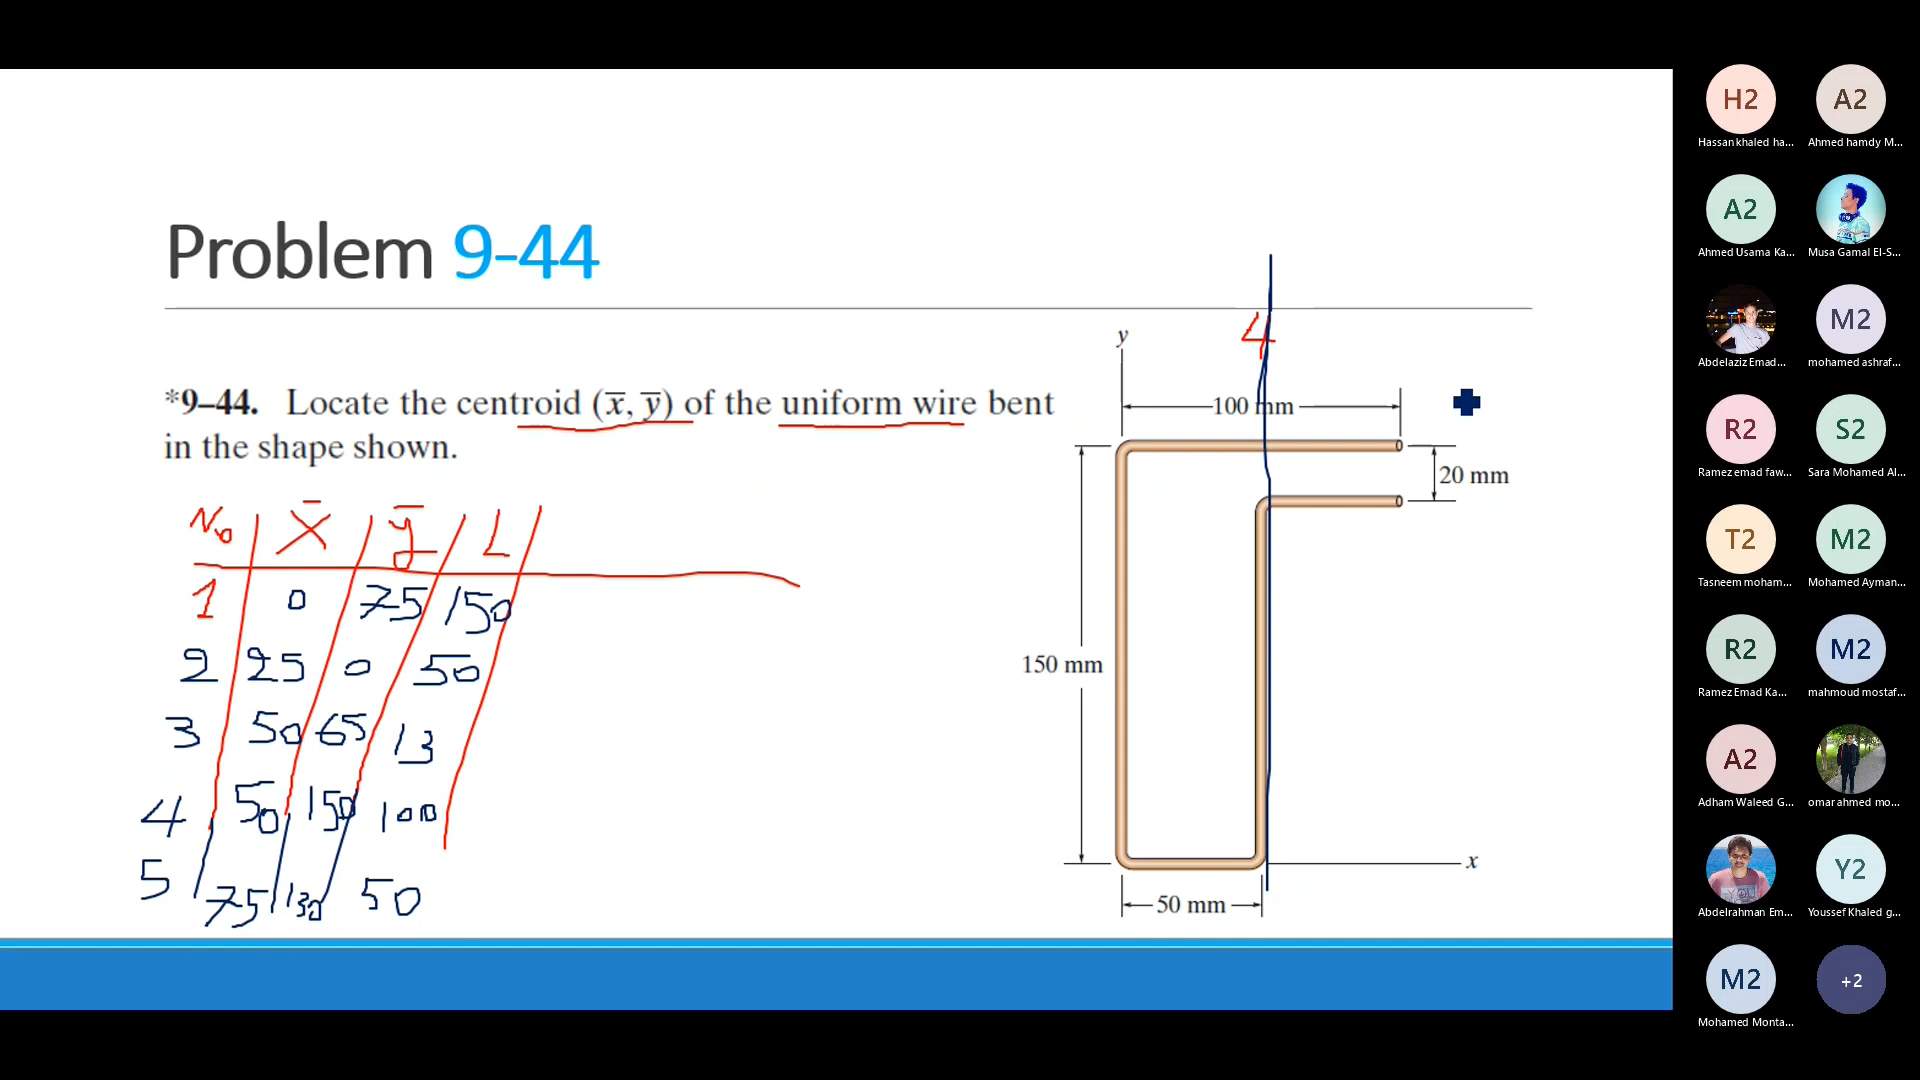 Problem 9-44
*9–44. Locate the centroid (x̅, y̅) of the uniform wire bent
in the shape shown.
No x̅ y̅ L
1 0 75 150
2 25 0 50
3 50 65 13
4 50 150 100
5 75 130 50
y
4
100 mm
20 mm
150 mm
x
50 mm
H2 A2
Hassan khaled ha... Ahmed hamdy M...
A2
Ahmed Usama Ka... Musa Gamal El-S...
M2
Abdelaziz Emad... mohamed ashraf...
R2 S2
Ramez emad faw... Sara Mohamed Al...
T2 M2
Tasneem moham... Mohamed Ayman...
R2 M2
Ramez Emad Ka... mahmoud mostaf...
A2
Adham Waleed G... omar ahmed mo...
Y2
Abdelrahman Em... Youssef Khaled g...
M2 +2
Mohamed Monta...